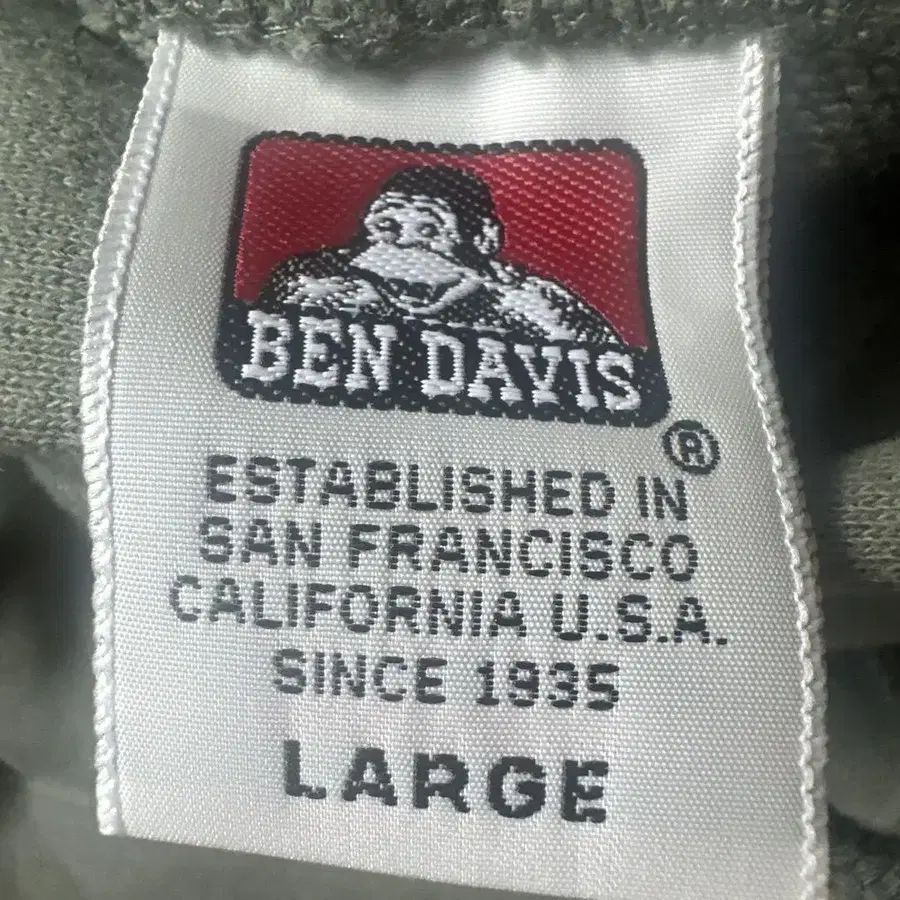 BEN DAVIS
®
ESTABLISHED IN
SAN FRANCISCO
CALIFORNIA U.S.A.
SINCE 1935
LARGE